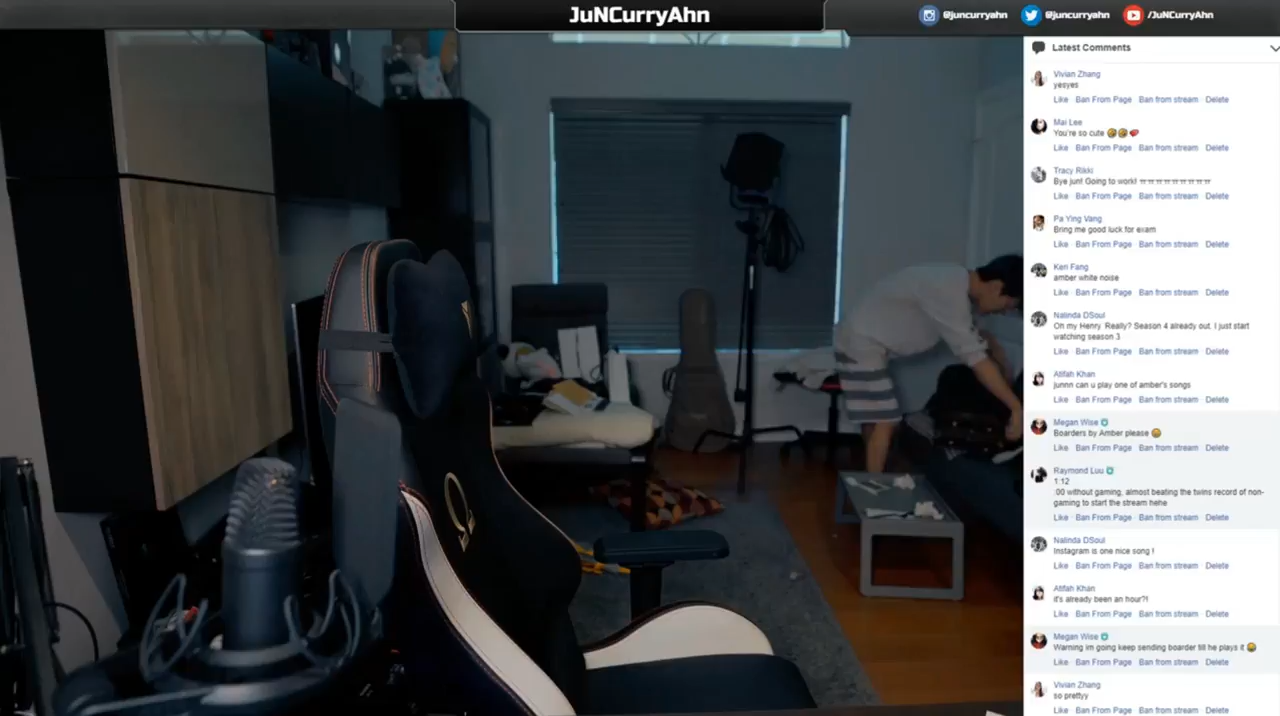 JuNCurryAhn
@juncurryahn
@juncurryahn
/JuNCurryAhn
Latest Comments
Vivian Zhang
yesyes
Like · Ban From Page · Ban from stream · Delete
Mai Lee
You're so cute 🤣🤣💝
Like · Ban From Page · Ban from stream · Delete
Tracy Rikki
Bye jun! Going to work! ㅠㅠㅠㅠㅠㅠㅠㅠ
Like · Ban From Page · Ban from stream · Delete
Pa Ying Vang
Bring me good luck for exam
Like · Ban From Page · Ban from stream · Delete
Keri Fang
amber white noise
Like · Ban From Page · Ban from stream · Delete
Nalinda DSoul
Oh my Henry. Really? Season 4 already out. I just start
watching season 3
Like · Ban From Page · Ban from stream · Delete
Atifah Khan
junnn can u play one of amber's songs
Like · Ban From Page · Ban from stream · Delete
Megan Wise
Boarders by Amber please 😂
Like · Ban From Page · Ban from stream · Delete
Raymond Luu
1:12
:00 without gaming, almost beating the twins record of non-
gaming to start the stream hehe
Like · Ban From Page · Ban from stream · Delete
Nalinda DSoul
Instagram is one nice song !
Like · Ban From Page · Ban from stream · Delete
Atifah Khan
it's already been an hour?!
Like · Ban From Page · Ban from stream · Delete
Megan Wise
Warning im going keep sending boarder till he plays it 😂
Like · Ban From Page · Ban from stream · Delete
Vivian Zhang
so prettyy
Like · Ban From Page · Ban from stream · Delete